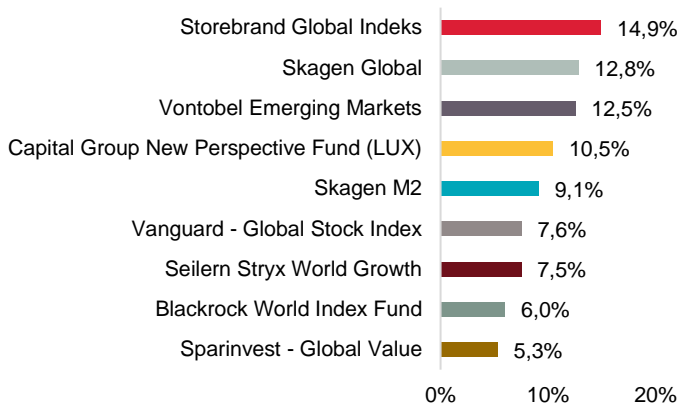 Storebrand Global Indeks 14,9%
Skagen Global 12,8%
Vontobel Emerging Markets 12,5%
Capital Group New Perspective Fund (LUX) 10,5%
Skagen M2 9,1%
Vanguard - Global Stock Index 7,6%
Seilern Stryx World Growth 7,5%
Blackrock World Index Fund 6,0%
Sparinvest - Global Value 5,3%
0% 10% 20%